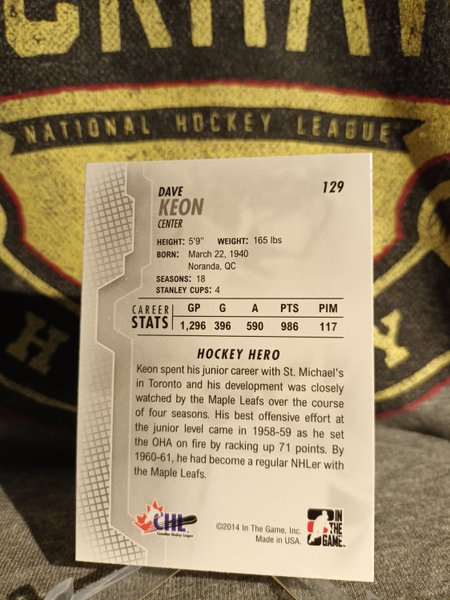 NATIONAL HOCKEY LEAGUE
129
DAVE
KEON
CENTER
HEIGHT: 5'9" WEIGHT: 165 lbs
BORN: March 22, 1940
Noranda, QC
SEASONS: 18
STANLEY CUPS: 4
CAREER STATS
GP G A PTS PIM
1,296 396 590 986 117
HOCKEY HERO
Keon spent his junior career with St. Michael's
in Toronto and his development was closely
watched by the Maple Leafs over the course
of four seasons. His best offensive effort at
the junior level came in 1958-59 as he set
the OHA on fire by racking up 71 points. By
1960-61, he had become a regular NHLer with
the Maple Leafs.
CHL
Canadian Hockey League
©2014 In The Game, Inc.
Made in USA.
IN
THE
GAME